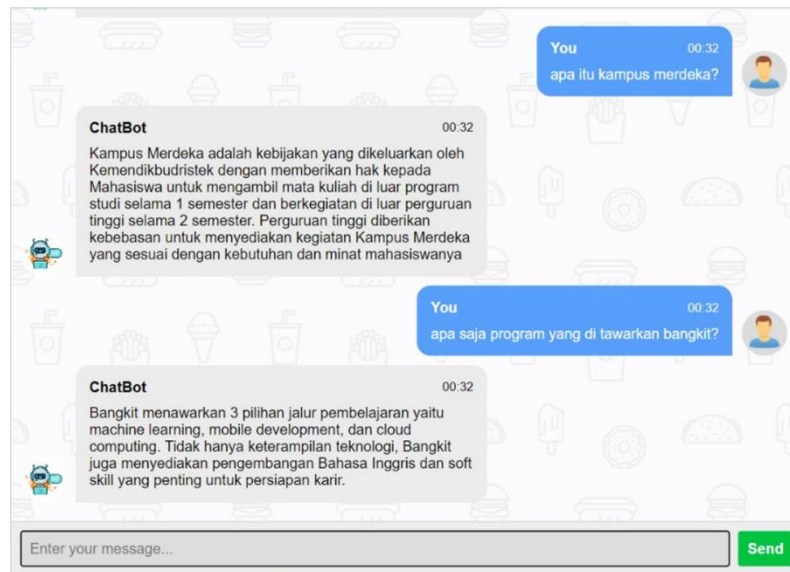 You 00:32
apa itu kampus merdeka?
ChatBot 00:32
Kampus Merdeka adalah kebijakan yang dikeluarkan oleh
Kemendikbudristek dengan memberikan hak kepada
Mahasiswa untuk mengambil mata kuliah di luar program
studi selama 1 semester dan berkegiatan di luar perguruan
tinggi selama 2 semester. Perguruan tinggi diberikan
kebebasan untuk menyediakan kegiatan Kampus Merdeka
yang sesuai dengan kebutuhan dan minat mahasiswanya
You 00:32
apa saja program yang di tawarkan bangkit?
ChatBot 00:32
Bangkit menawarkan 3 pilihan jalur pembelajaran yaitu
machine learning, mobile development, dan cloud
computing. Tidak hanya keterampilan teknologi, Bangkit
juga menyediakan pengembangan Bahasa Inggris dan soft
skill yang penting untuk persiapan karir.
Enter your message... Send